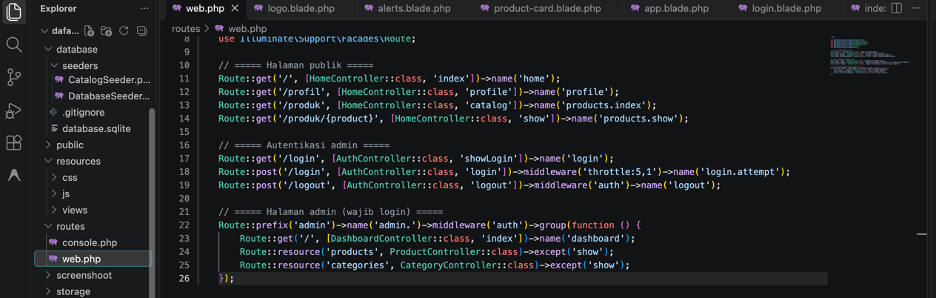 Explorer
web.php
logo.blade.php
alerts.blade.php
product-card.blade.php
app.blade.php
login.blade.php
inde
dafa...
database
seeders
CatalogSeeder.p...
DatabaseSeeder...
.gitignore
database.sqlite
public
resources
css
js
views
routes
console.php
web.php
screenshoot
storage
routes > web.php
8 use Illuminate\Support\Facades\Route;
9
10 // ===== Halaman publik =====
11 Route::get('/', [HomeController::class, 'index'])->name('home');
12 Route::get('/profil', [HomeController::class, 'profile'])->name('profile');
13 Route::get('/produk', [HomeController::class, 'catalog'])->name('products.index');
14 Route::get('/produk/{product}', [HomeController::class, 'show'])->name('products.show');
15
16 // ===== Autentikasi admin =====
17 Route::get('/login', [AuthController::class, 'showLogin'])->name('login');
18 Route::post('/login', [AuthController::class, 'login'])->middleware('throttle:5,1')->name('login.attempt');
19 Route::post('/logout', [AuthController::class, 'logout'])->middleware('auth')->name('logout');
20
21 // ===== Halaman admin (wajib login) =====
22 Route::prefix('admin')->name('admin.')->middleware('auth')->group(function () {
23 Route::get('/', [DashboardController::class, 'index'])->name('dashboard');
24 Route::resource('products', ProductController::class)->except('show');
25 Route::resource('categories', CategoryController::class)->except('show');
26 });